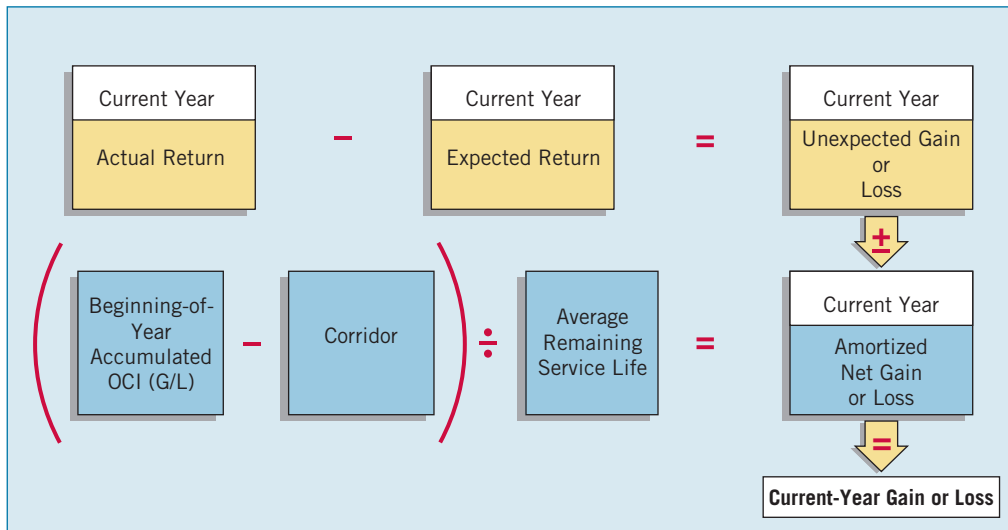 Current Year
Actual Return
–
Current Year
Expected Return
=
Current Year
Unexpected Gain
or
Loss
±
(
Beginning-of-
Year
Accumulated
OCI (G/L)
–
Corridor
)
÷
Average
Remaining
Service Life
=
Current Year
Amortized
Net Gain
or Loss
=
Current-Year Gain or Loss